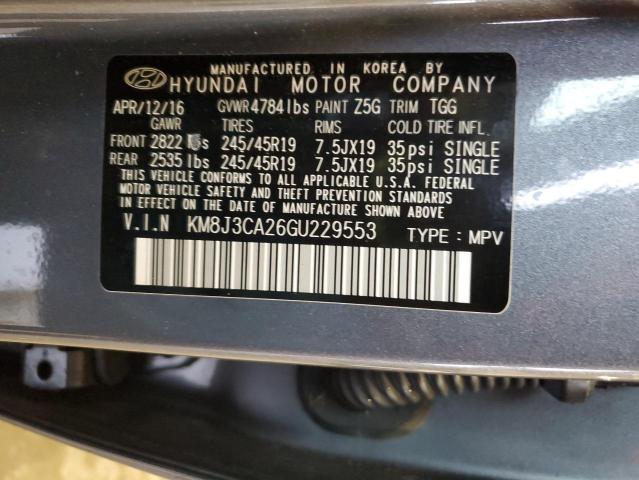 MANUFACTURED IN KOREA BY
HYUNDAI MOTOR COMPANY
APR/12/16 GVWR 4784lbs PAINT Z5G TRIM TGG
GAWR TIRES RIMS COLD TIRE INFL.
FRONT 2822 lbs 245/45R19 7.5JX19 35psi SINGLE
REAR 2535 lbs 245/45R19 7.5JX19 35psi SINGLE
THIS VEHICLE CONFORMS TO ALL APPLICABLE U.S.A. FEDERAL
MOTOR VEHICLE SAFETY AND THEFT PREVENTION STANDARDS
IN EFFECT ON THE DATE OF MANUFACTURE SHOWN ABOVE
V.I.N KM8J3CA26GU229553 TYPE : MPV